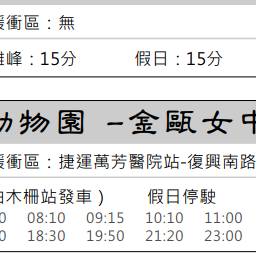 緩衝區：無
離峰：15分 假日：15分
動物園 -金甌女中
緩衝區：捷運萬芳醫院站-復興南路
由木柵站發車） 假日停駛
0 08:10 09:15 10:10 11:00
0 18:30 19:50 21:20 23:00